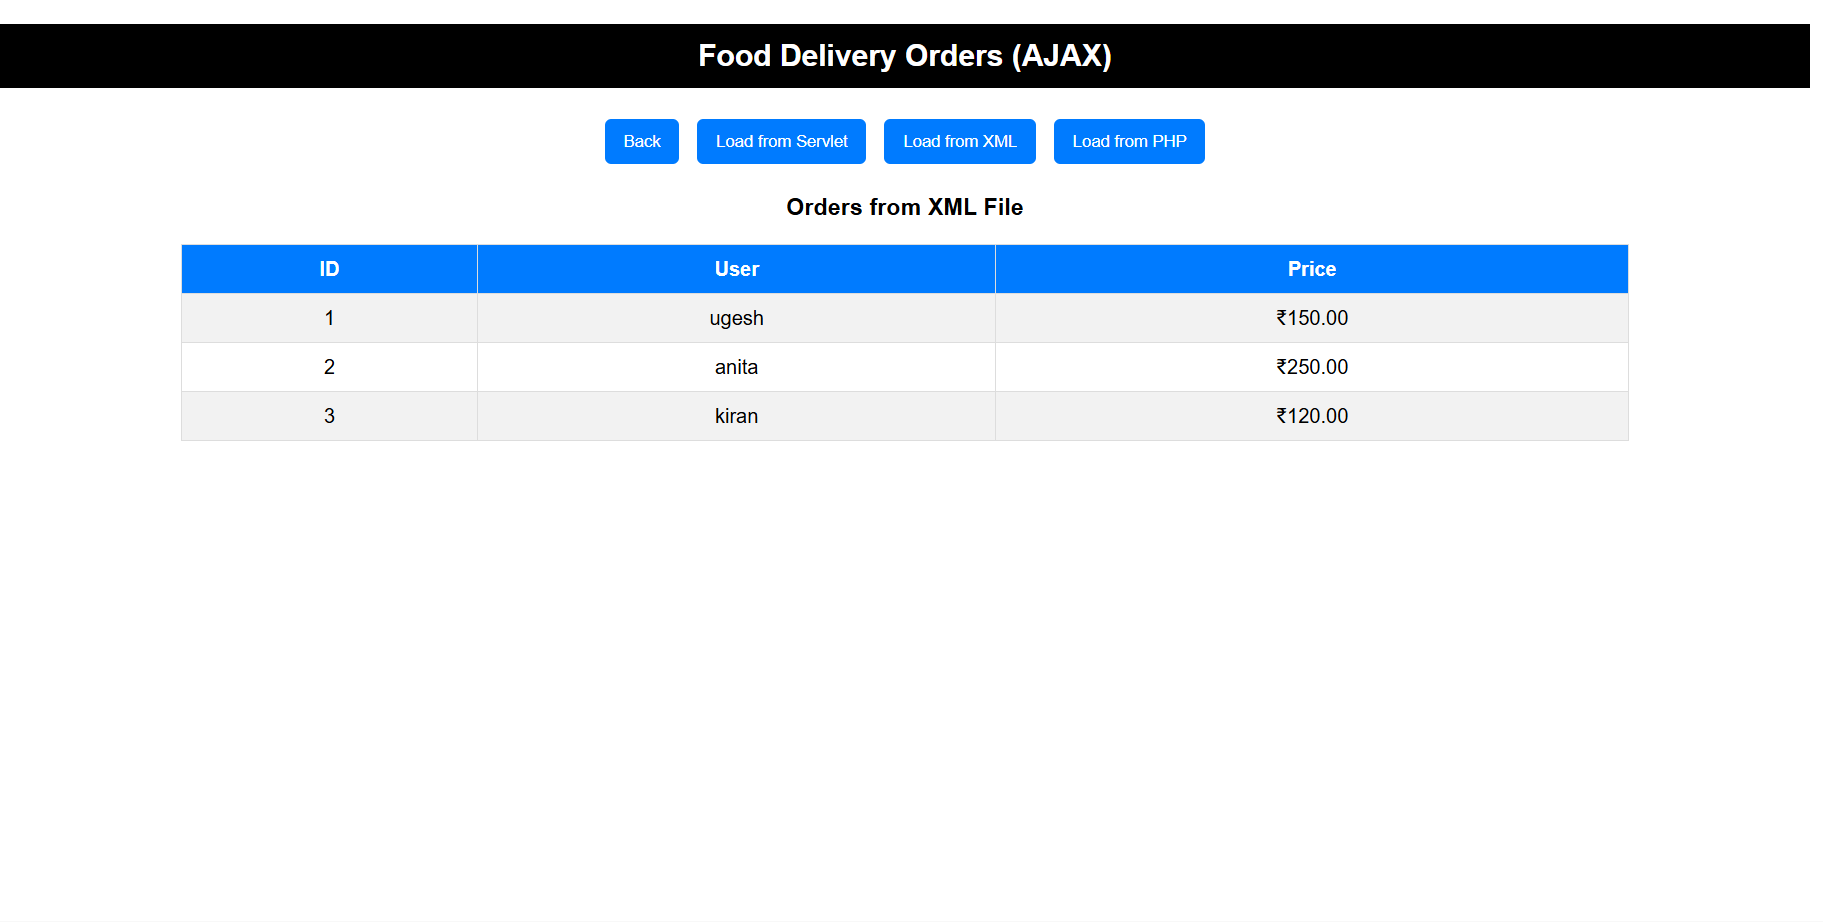 Food Delivery Orders (AJAX)
Back Load from Servlet Load from XML Load from PHP
Orders from XML File
ID User Price
1 ugesh ₹150.00
2 anita ₹250.00
3 kiran ₹120.00